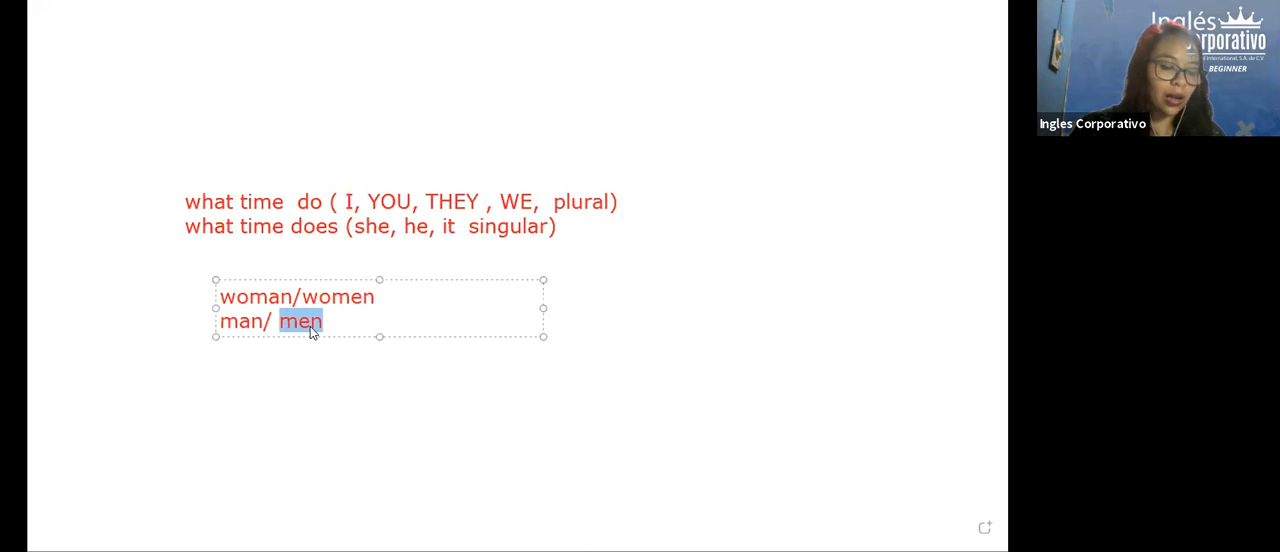 what time  do ( I, YOU, THEY , WE,  plural)
what time does (she, he, it  singular)
woman/women
man/ men
Inglés
BEGINNER
Ingles Corporativo